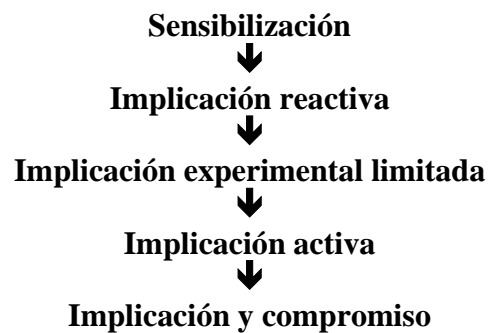 Sensibilización
Implicación reactiva
Implicación experimental limitada
Implicación activa
Implicación y compromiso